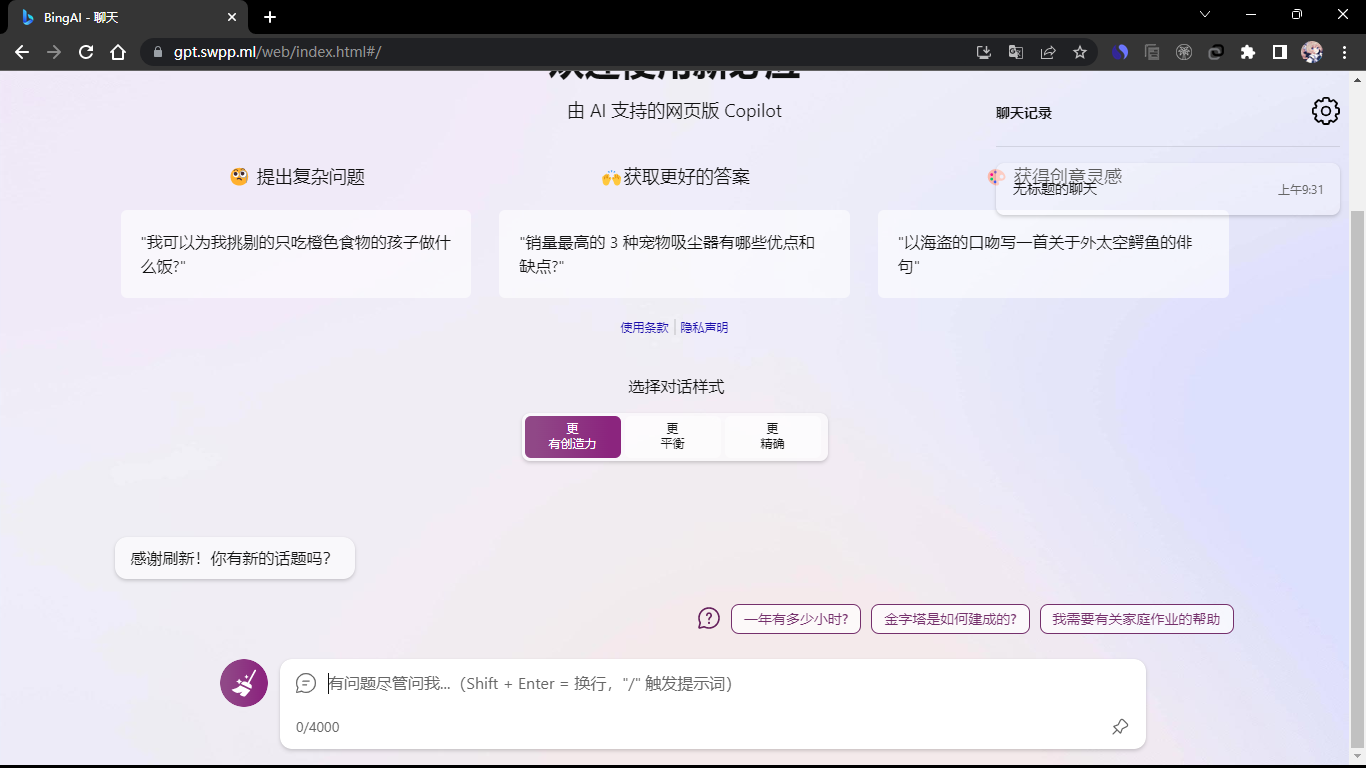 BingAI - 聊天
gpt.swpp.ml/web/index.html#/
由 AI 支持的网页版 Copilot
聊天记录
🧐 提出复杂问题
🙌获取更好的答案
🎨 获得创意灵感
无标题的聊天
上午9:31
"我可以为我挑剔的只吃橙色食物的孩子做什
么饭?"
"销量最高的 3 种宠物吸尘器有哪些优点和
缺点?"
"以海盗的口吻写一首关于外太空鳄鱼的俳
句"
使用条款 | 隐私声明
选择对话样式
更
有创造力
更
平衡
更
精确
感谢刷新！你有新的话题吗？
一年有多少小时?
金字塔是如何建成的?
我需要有关家庭作业的帮助
有问题尽管问我...（Shift + Enter = 换行，"/" 触发提示词）
0/4000